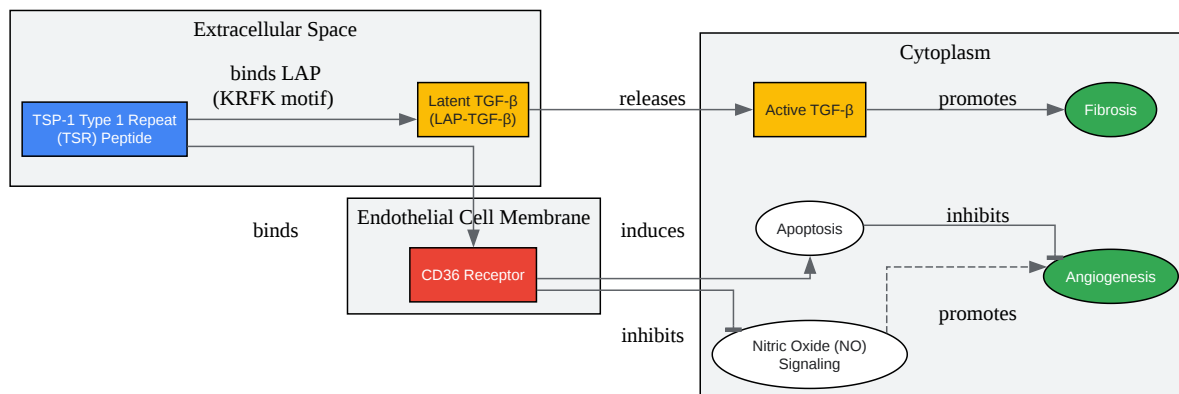 Extracellular Space
Cytoplasm
binds LAP
(KRFK motif)
TSP-1 Type 1 Repeat
(TSR) Peptide
Latent TGF-β
(LAP-TGF-β)
releases
Active TGF-β
promotes
Fibrosis
Endothelial Cell Membrane
binds
CD36 Receptor
induces
Apoptosis
inhibits
Angiogenesis
inhibits
Nitric Oxide (NO)
Signaling
promotes